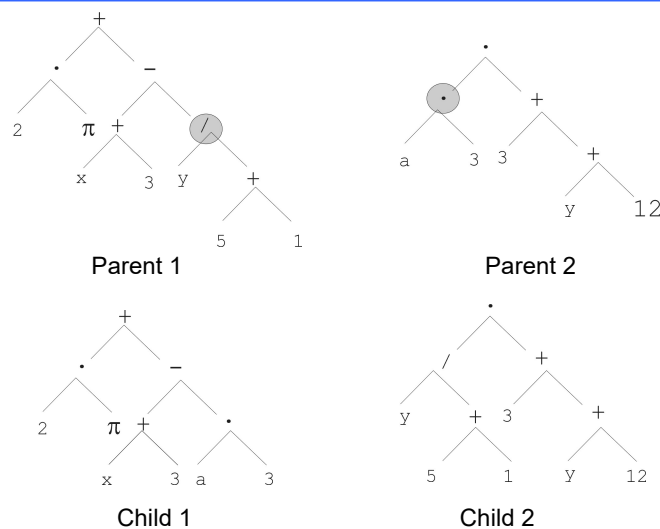 +
· −
2 π + /
x 3 y +
5 1
Parent 1
·
· +
a 3 3 +
y 12
Parent 2
+
· −
2 π + ·
x 3 a 3
Child 1
·
/ +
y + 3 +
5 1 y 12
Child 2